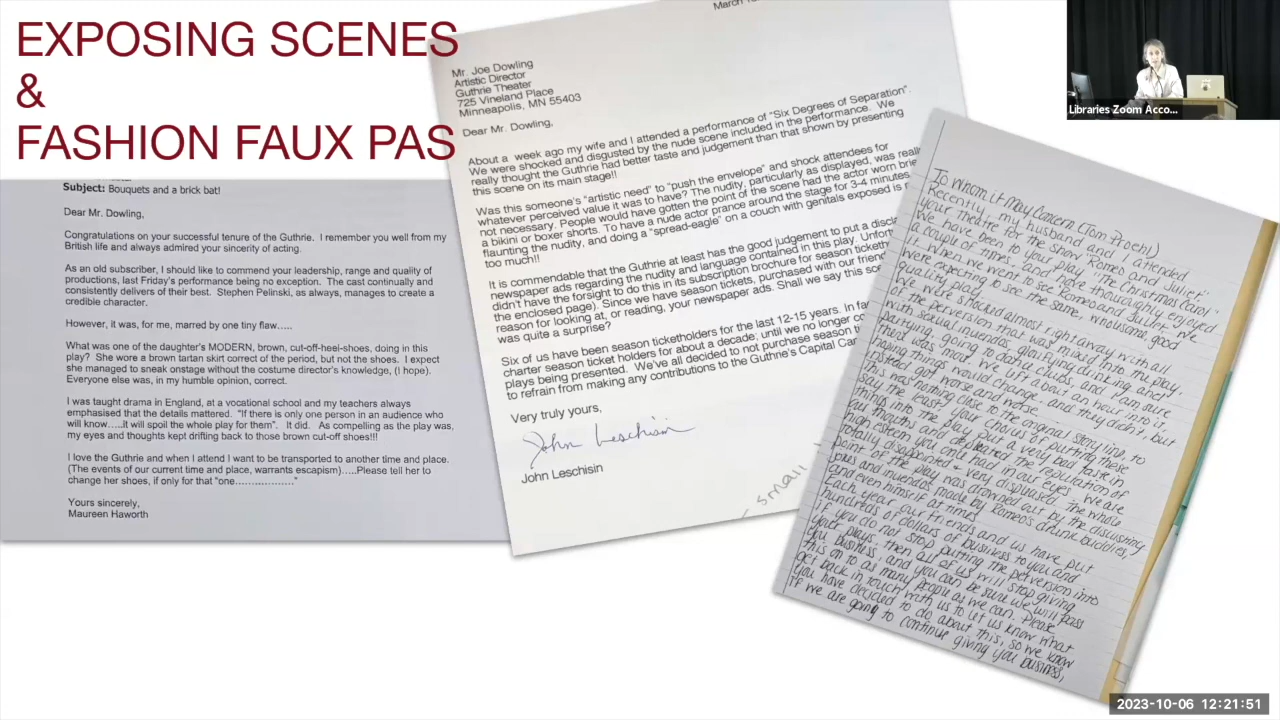 EXPOSING SCENES
&
FASHION FAUX PAS
Subject: Bouquets and a brick bat!
Dear Mr. Dowling,
Congratulations on your successful tenure of the Guthrie. I remember you well from my
British life and always admired your sincerity of acting.
As an old subscriber, I should like to commend your leadership, range and quality of
productions, last Friday's performance being no exception. The cast continually and
consistently delivers of their best. Stephen Pelinski, as always, manages to create a
credible character.
However, it was, for me, marred by one tiny flaw.....
What was one of the daughter's MODERN, brown, cut-off-heel-shoes, doing in this
play? She wore a brown tartan skirt correct of the period, but not the shoes. I expect
she managed to sneak onstage without the costume director's knowledge, (I hope).
Everyone else was, in my humble opinion, correct.
I was taught drama in England, at a vocational school and my teachers always
emphasised that the details mattered. "If there is only one person in an audience who
will know.....it will spoil the whole play for them". It did. As compelling as the play was,
my eyes and thoughts kept drifting back to those brown cut-off shoes!!!
I love the Guthrie and when I attend I want to be transported to another time and place.
(The events of our current time and place, warrants escapism).....Please tell her to
change her shoes, if only for that "one................"
Yours sincerely,
Maureen Haworth
March
Mr. Joe Dowling
Artistic Director
Guthrie Theater
725 Vineland Place
Minneapolis, MN 55403
Dear Mr. Dowling,
About a week ago my wife and I attended a performance of "Six Degrees of Separation".
We were shocked and disgusted by the nude scene included in the performance. We
really thought the Guthrie had better taste and judgement than that shown by presenting
this scene on its main stage!!
Was this someone's "artistic need" to "push the envelope" and shock attendees for
whatever perceived value it was to have? The nudity, particularly as displayed, was
not necessary. People would have gotten the point of the scene had the actor worn
a bikini or boxer shorts. To have a nude actor prance around the stage for 3-4 minutes
flaunting the nudity, and doing a "spread-eagle" on a couch with genitals exposed is
too much!!
It is commendable that the Guthrie at least has the good judgement to put a
newspaper ads regarding the nudity and language contained in this play.
didn't have the forsight to do this in its subscription brochure for season
the enclosed page). Since we have season tickets, purchased with our
reason for looking at, or reading, your newspaper ads. Shall we say this
was quite a surprise?
Six of us have been season ticketholders for the last 12-15 years. In
charter season ticket holders for about a decade, until we no longer
plays being presented. We've all decided to not purchase season
to refrain from making any contributions to the Guthrie's Capital
Very truly yours,
John Leschisin
John Leschisin
small
To Whom it May Concern (Tom Proehl)
Recently, my husband and I attended
your Theatre for the show "Romeo and Juliet".
We have been to your play "The Christmas Carol"
a couple of times, and have thouroughly enjoyed
it. Then we went to see Romeo and Juliet. We
were expecting to see the same, wholesome, good
quality play.
We were shocked almost right away with all
of the perversion that was mixed into the play,
with sexual inuendos, glorifying drinking and
partying, going to dance clubs, and I am sure
there was more. We left about an hour into it,
hoping things would change, and they didn't, but
instead got worse and worse.
This was nothing close to the original story line, to
say the least. Your choices of putting these
things into the play put a very bad taste in
our mouths and the reputation of
high esteem you once had in our eyes. We are
totally disappointed & very disgusted. The whole
point of the play was drowned out by the disgusting
jokes and inuendos made by Romeo's drunk buddies,
and even himself at times.
Each year our friends and us have put
hundreds of dollars of business to you and
If you do not stop putting the perversion into
your plays, then all of us will stop giving
you business, and you can be sure we will pass
this on to as many people as we can. Please
get back in touch with us to let us know what
you have decided to do about this, so we know
if we are going to continue giving you business,
Libraries Zoom Acco...
2023-10-06 12:21:51